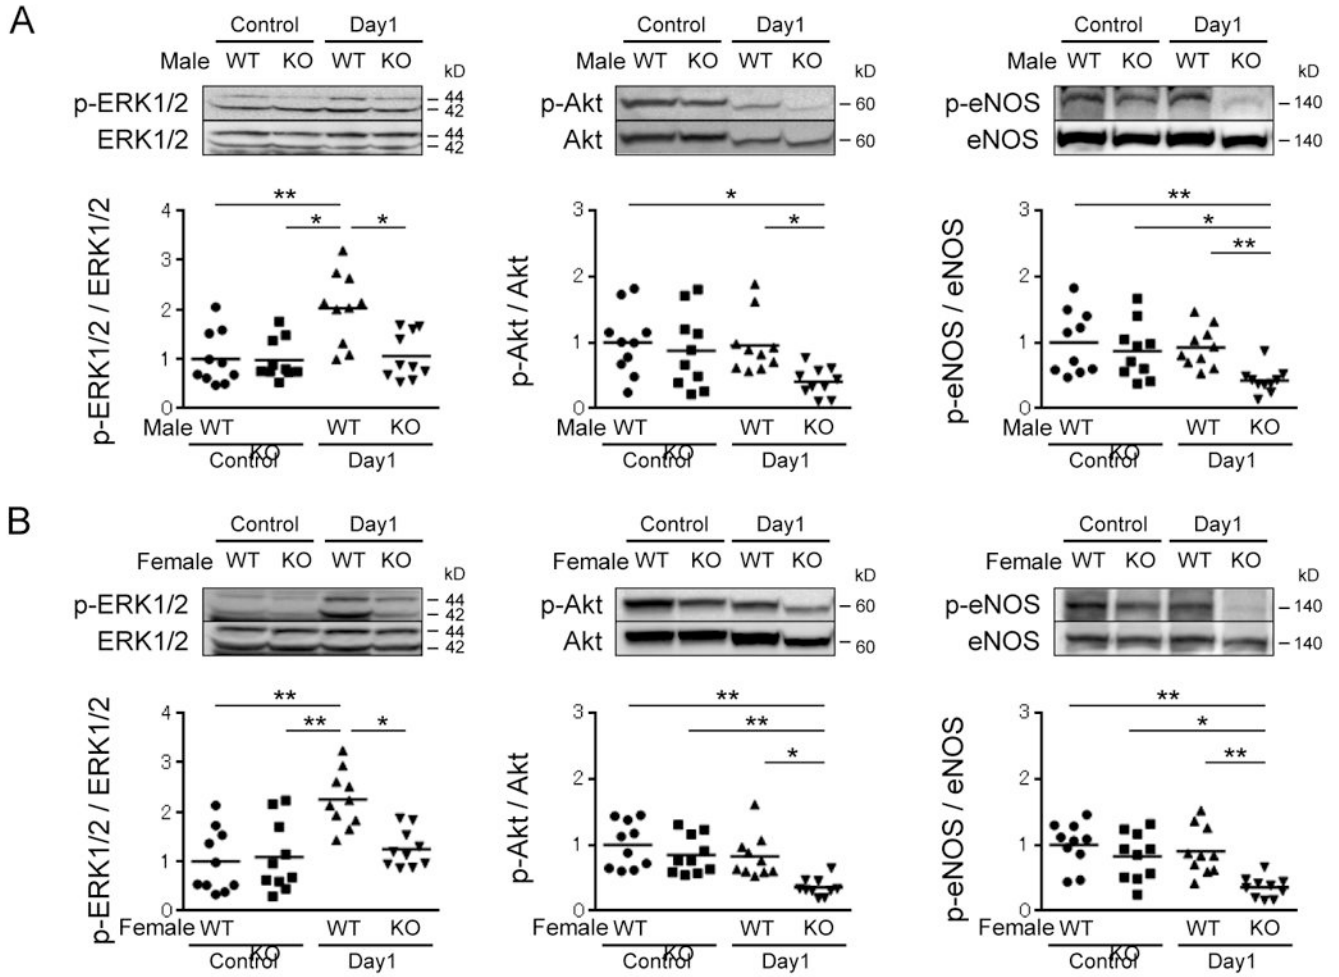 A
Control Day1 Control Day1 Control Day1
Male WT KO WT KO Male WT KO WT KO Male WT KO WT KO
kD kD kD
p-ERK1/2 44 p-Akt 60 p-eNOS 140
42
ERK1/2 44 Akt 60 eNOS 140
42
** * **
* * * *
**
p-ERK1/2 / ERK1/2 p-Akt / Akt p-eNOS / eNOS
4 3 3
3
2 2 2
1 1 1
0 0 0
Male WT KO WT KO Male WT KO WT KO Male WT KO WT KO
Control Day1 Control Day1 Control Day1
B
Control Day1 Control Day1 Control Day1
Female WT KO WT KO Female WT KO WT KO Female WT KO WT KO
kD kD kD
p-ERK1/2 44 p-Akt 60 p-eNOS 140
42
ERK1/2 44 Akt 60 eNOS 140
42
** ** **
** * ** *
* **
p-ERK1/2 / ERK1/2 p-Akt / Akt p-eNOS / eNOS
4 3 3
3
2 2 2
1 1 1
0 0 0
Female WT KO WT KO Female WT KO WT KO Female WT KO WT KO
Control Day1 Control Day1 Control Day1